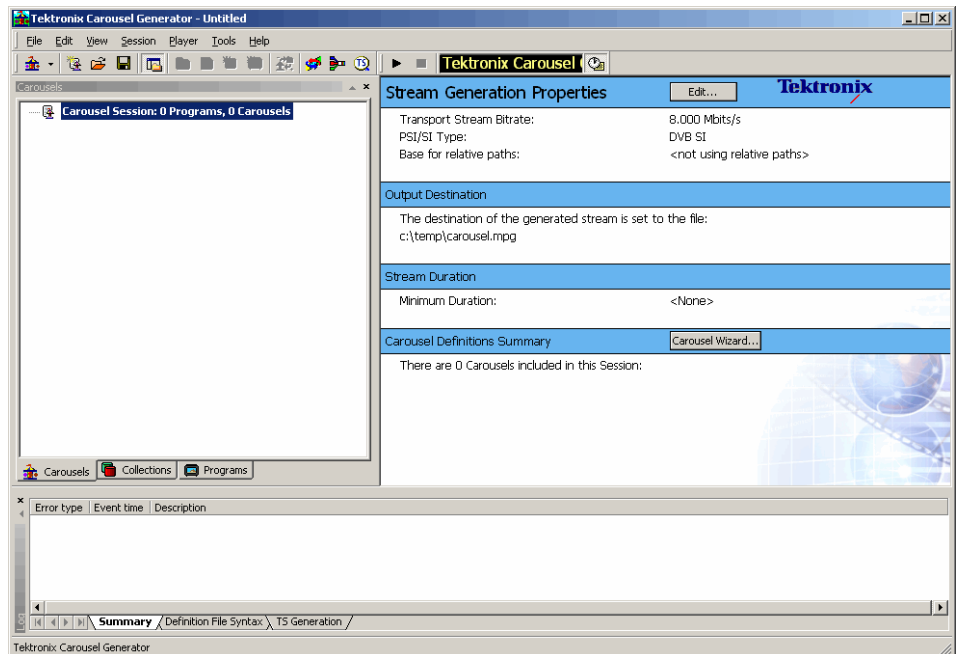 Tektronix Carousel Generator - Untitled
File Edit View Session Player Tools Help
Tektronix Carousel
Carousels
Carousel Session: 0 Programs, 0 Carousels
Carousels Collections Programs
Stream Generation Properties Edit... Tektronix
Transport Stream Bitrate: 8.000 Mbits/s
PSI/SI Type: DVB SI
Base for relative paths: <not using relative paths>
Output Destination
The destination of the generated stream is set to the file:
c:\temp\carousel.mpg
Stream Duration
Minimum Duration: <None>
Carousel Definitions Summary Carousel Wizard...
There are 0 Carousels included in this Session:
Error type Event time Description
Log
Summary Definition File Syntax TS Generation
Tektronix Carousel Generator